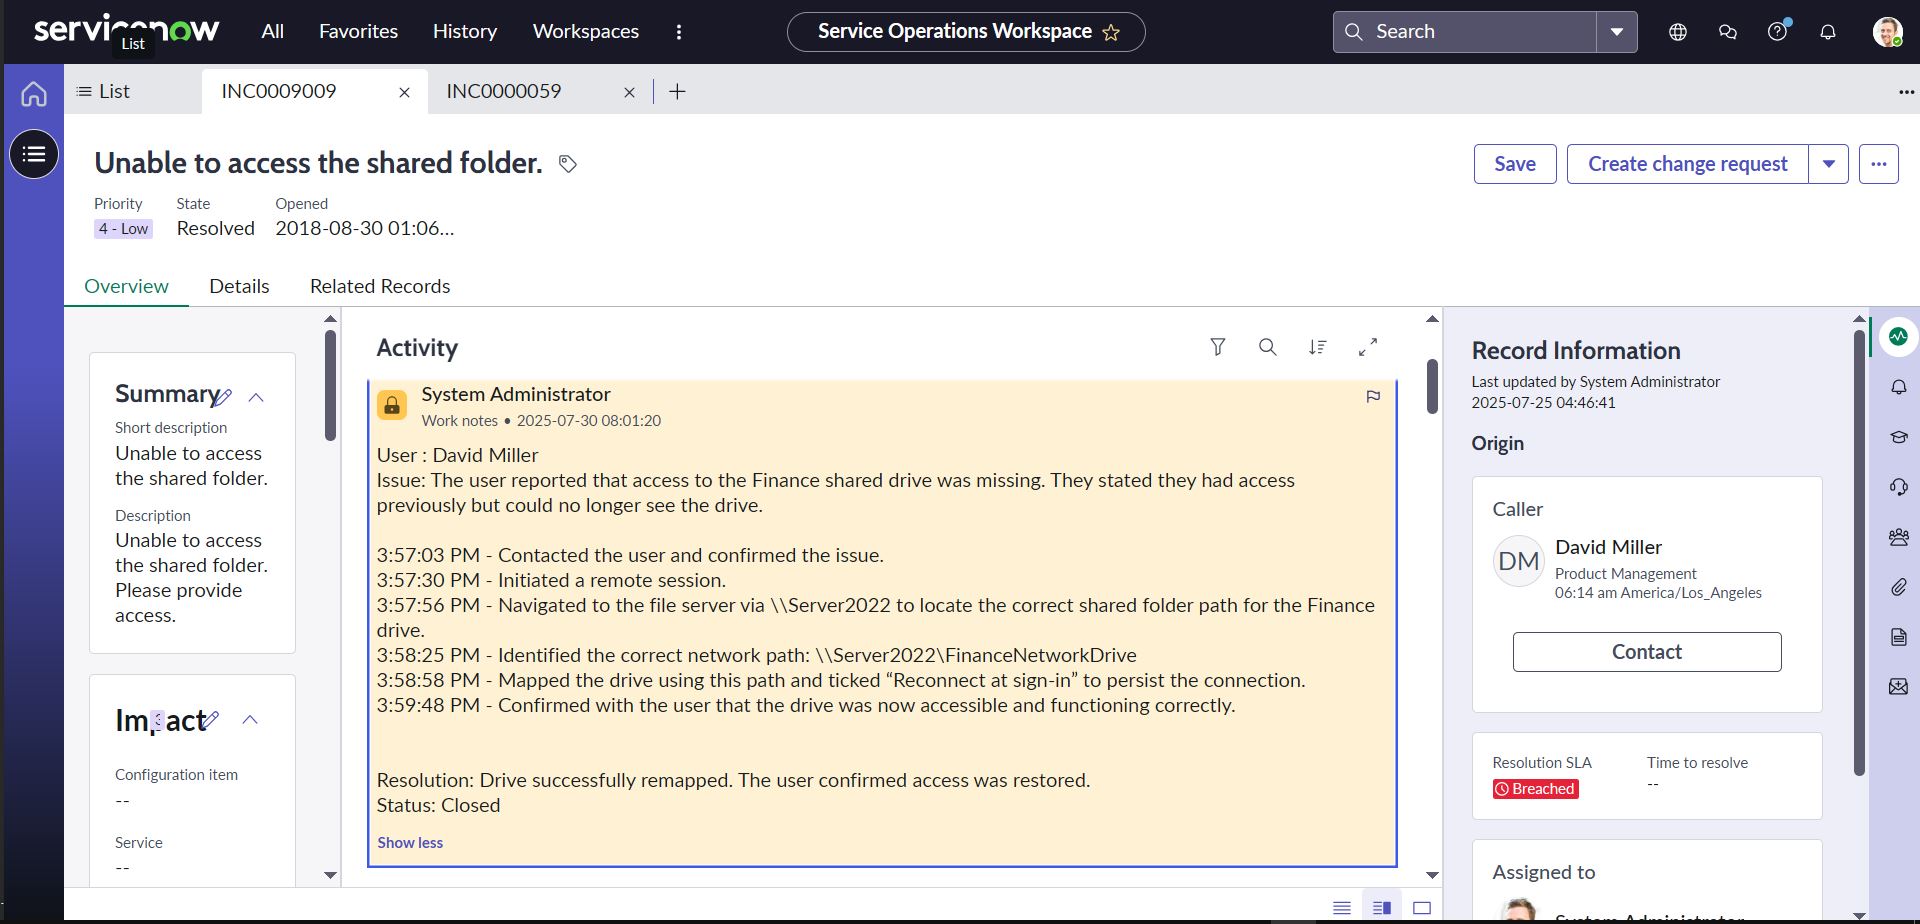 servicenow
List
All
Favorites
History
Workspaces
Service Operations Workspace
Search
List
INC0009009
INC0000059
Unable to access the shared folder.
Save
Create change request
Priority
State
Opened
4 - Low
Resolved
2018-08-30 01:06...
Overview
Details
Related Records
Summary
Short description
Unable to access
the shared folder.
Description
Unable to access
the shared folder.
Please provide
access.
Impact
3
Configuration item
--
Service
--
Activity
System Administrator
Work notes • 2025-07-30 08:01:20
User : David Miller
Issue: The user reported that access to the Finance shared drive was missing. They stated they had access
previously but could no longer see the drive.
3:57:03 PM - Contacted the user and confirmed the issue.
3:57:30 PM - Initiated a remote session.
3:57:56 PM - Navigated to the file server via \\Server2022 to locate the correct shared folder path for the Finance
drive.
3:58:25 PM - Identified the correct network path: \\Server2022\FinanceNetworkDrive
3:58:58 PM - Mapped the drive using this path and ticked “Reconnect at sign-in” to persist the connection.
3:59:48 PM - Confirmed with the user that the drive was now accessible and functioning correctly.
Resolution: Drive successfully remapped. The user confirmed access was restored.
Status: Closed
Show less
Record Information
Last updated by System Administrator
2025-07-25 04:46:41
Origin
Caller
DM
David Miller
Product Management
06:14 am America/Los_Angeles
Contact
Resolution SLA
Time to resolve
Breached
--
Assigned to
System Administrator